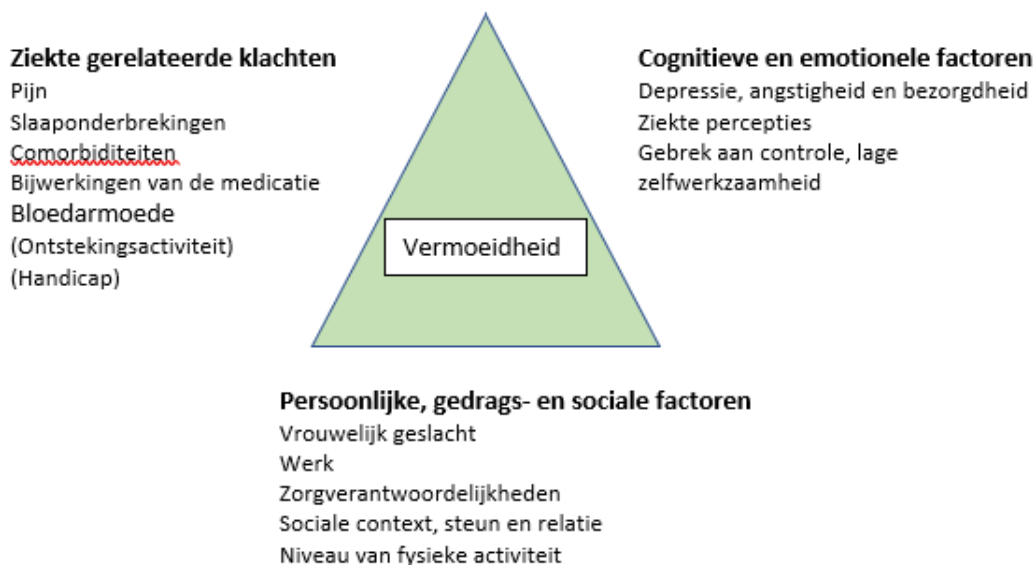 Ziekte gerelateerde klachten
Pijn
Slaaponderbrekingen
Comorbiditeiten
Bijwerkingen van de medicatie
Bloedarmoede
(Ontstekingsactiviteit)
(Handicap)
Cognitieve en emotionele factoren
Depressie, angstigheid en bezorgdheid
Ziekte percepties
Gebrek aan controle, lage
zelfwerkzaamheid
Vermoeidheid
Persoonlijke, gedrags- en sociale factoren
Vrouwelijk geslacht
Werk
Zorgverantwoordelijkheden
Sociale context, steun en relatie
Niveau van fysieke activiteit